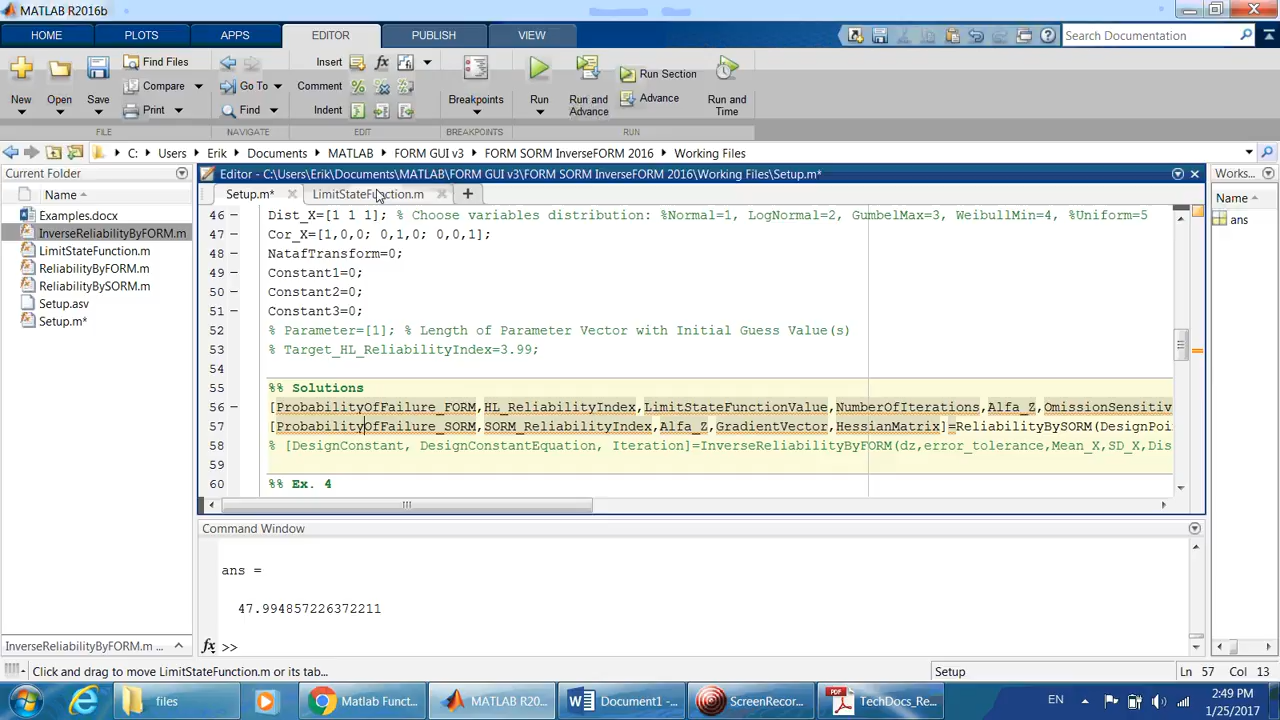 MATLAB R2016b
HOME PLOTS APPS EDITOR PUBLISH VIEW
Search Documentation
New Open Save Find Files Compare Print
Insert Comment Indent
Go To Find
Breakpoints Run Run and Advance Run Section Advance Run and Time
FILE NAVIGATE EDIT BREAKPOINTS RUN
C: Users Erik Documents MATLAB FORM GUI v3 FORM SORM InverseFORM 2016 Working Files
Current Folder
Name
Examples.docx
InverseReliabilityByFORM.m
LimitStateFunction.m
ReliabilityByFORM.m
ReliabilityBySORM.m
Setup.asv
Setup.m*
InverseReliabilityByFORM.m ...
Editor - C:\Users\Erik\Documents\MATLAB\FORM GUI v3\FORM SORM InverseFORM 2016\Working Files\Setup.m*
Setup.m* LimitStateFunction.m
46 Dist_X=[1 1 1]; % Choose variables distribution: %Normal=1, LogNormal=2, GumbelMax=3, WeibullMin=4, %Uniform=5
47 Cor_X=[1,0,0; 0,1,0; 0,0,1];
48 NatafTransform=0;
49 Constant1=0;
50 Constant2=0;
51 Constant3=0;
52 % Parameter=[1]; % Length of Parameter Vector with Initial Guess Value(s)
53 % Target_HL_ReliabilityIndex=3.99;
54
55 %% Solutions
56 [ProbabilityOfFailure_FORM,HL_ReliabilityIndex,LimitStateFunctionValue,NumberOfIterations,Alfa_Z,OmissionSensitiv
57 [ProbabilityOfFailure_SORM,SORM_ReliabilityIndex,Alfa_Z,GradientVector,HessianMatrix]=ReliabilityBySORM(DesignPoi
58 % [DesignConstant, DesignConstantEquation, Iteration]=InverseReliabilityByFORM(dz,error_tolerance,Mean_X,SD_X,Dis
59
60 %% Ex. 4
Command Window
ans =
47.994857226372211
fx >>
Works...
Name
ans
Click and drag to move LimitStateFunction.m or its tab...
Setup
Ln 57 Col 13
files
Matlab Funct...
MATLAB R20...
Document1 -...
ScreenRecor...
TechDocs_Re...
EN
2:49 PM
1/25/2017